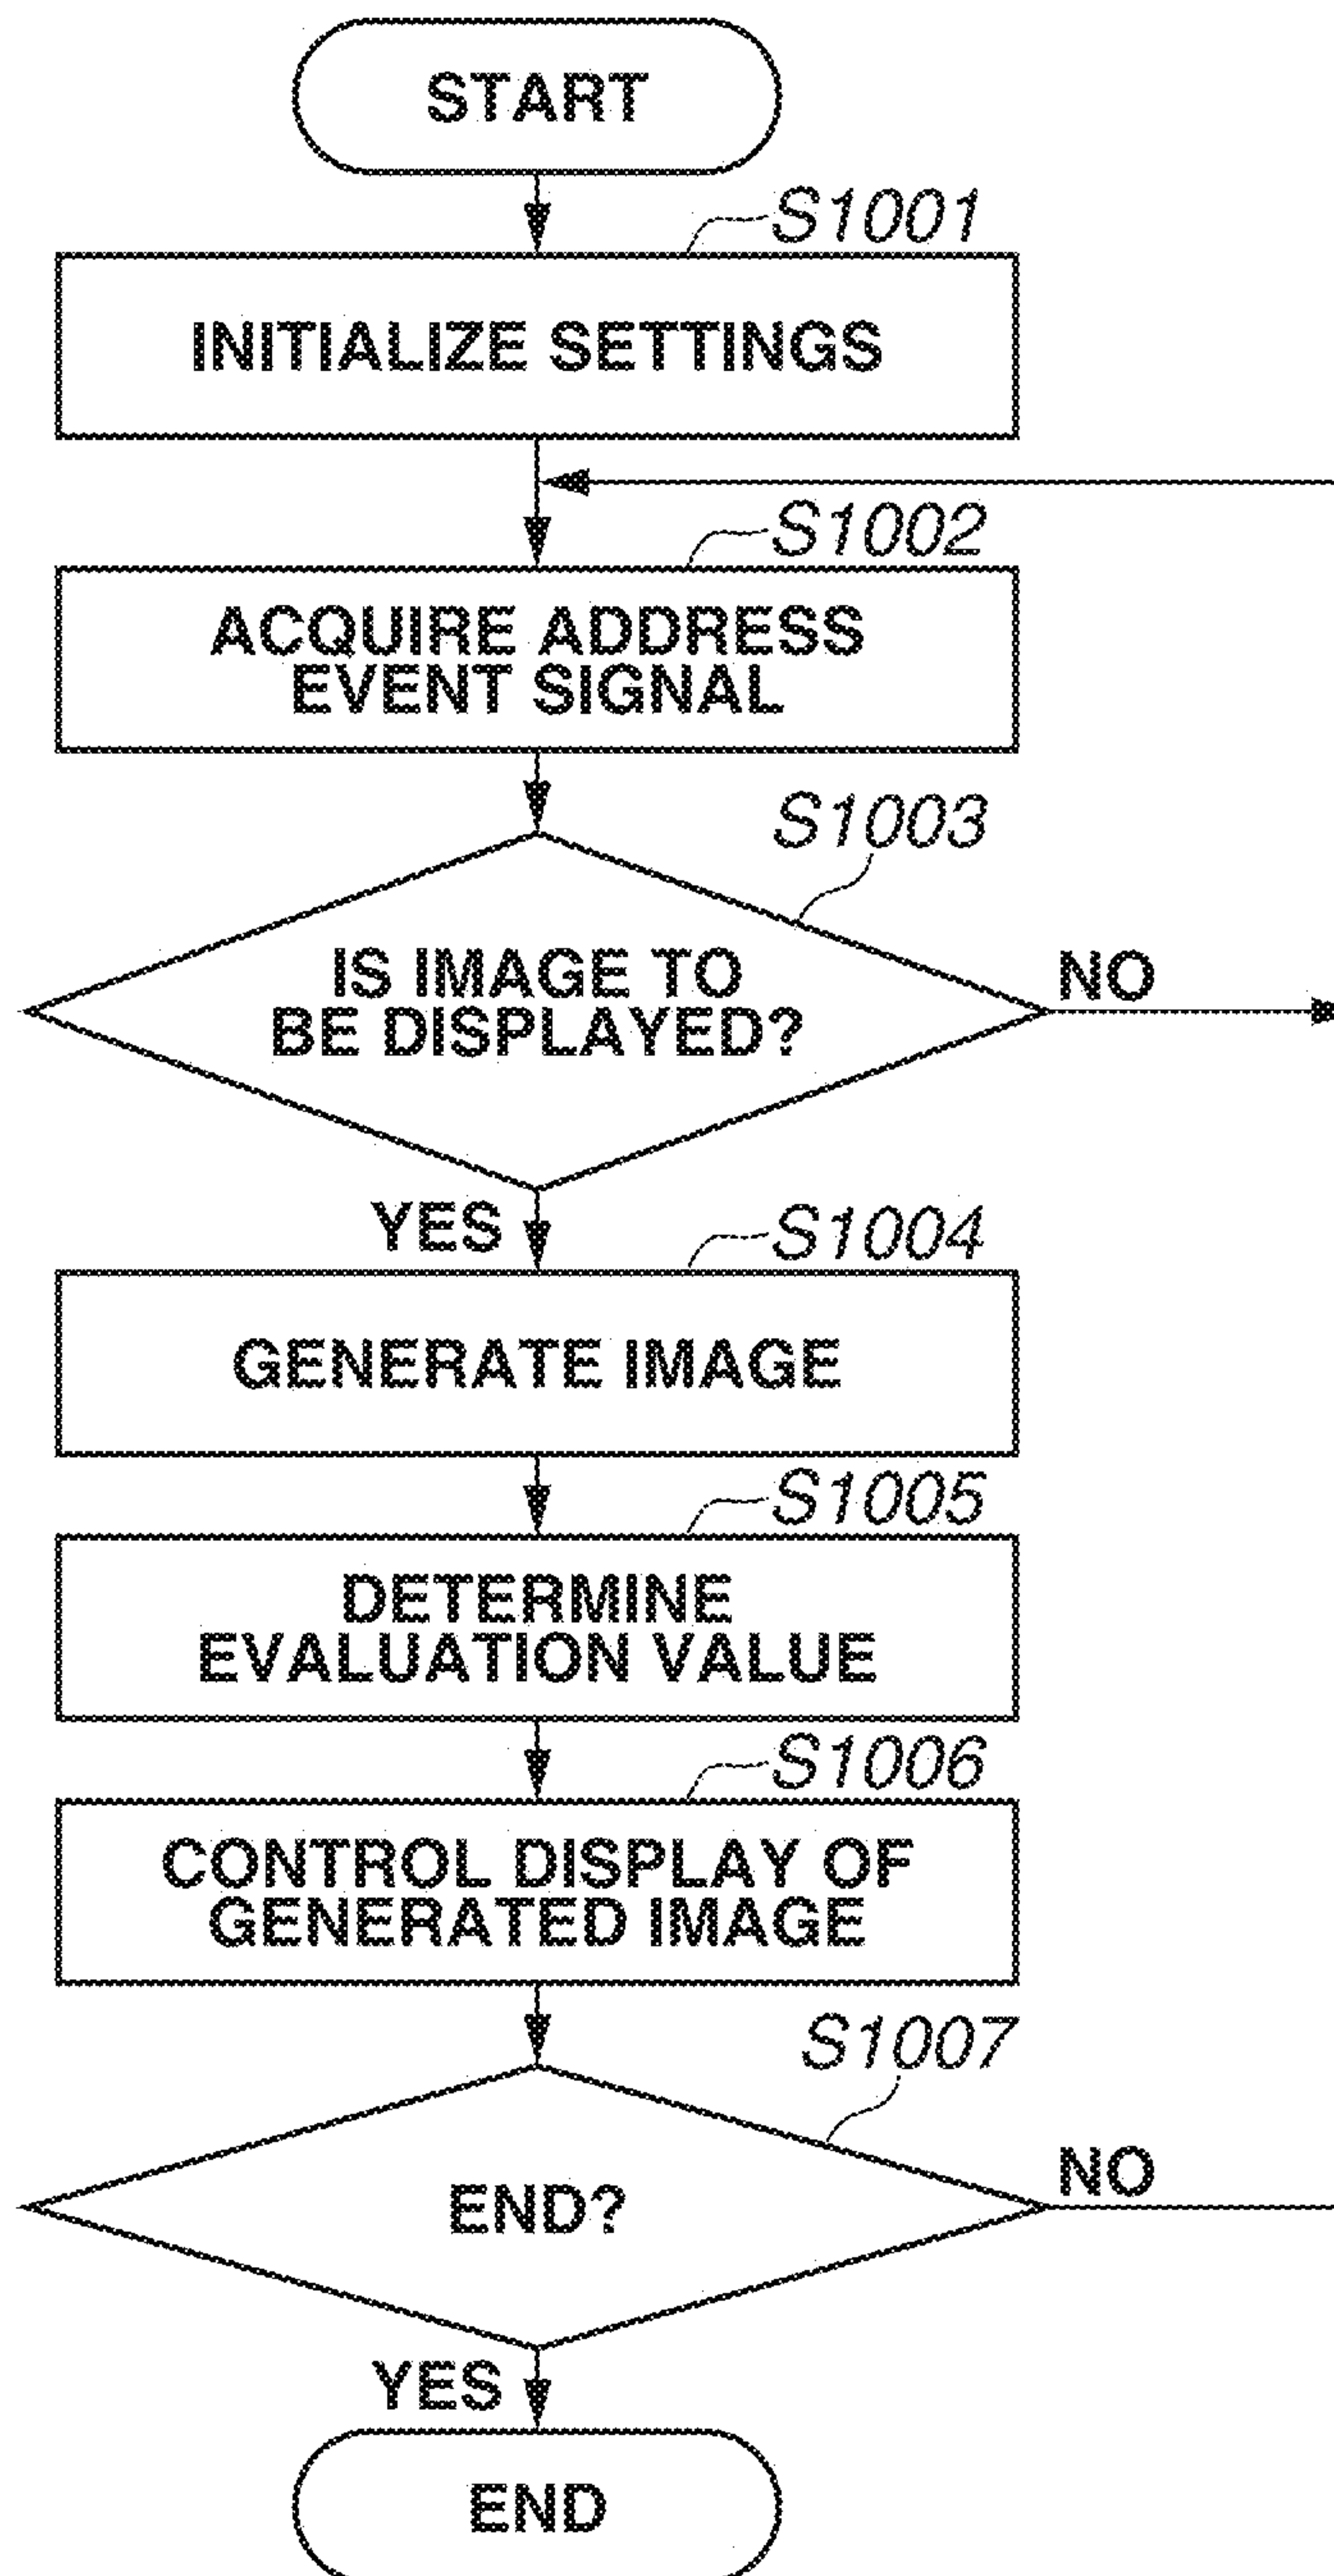 START
S1001
INITIALIZE SETTINGS
S1002
ACQUIRE ADDRESS
EVENT SIGNAL
S1003
IS IMAGE TO
BE DISPLAYED?
NO
YES
S1004
GENERATE IMAGE
S1005
DETERMINE
EVALUATION VALUE
S1006
CONTROL DISPLAY OF
GENERATED IMAGE
S1007
END?
NO
YES
END